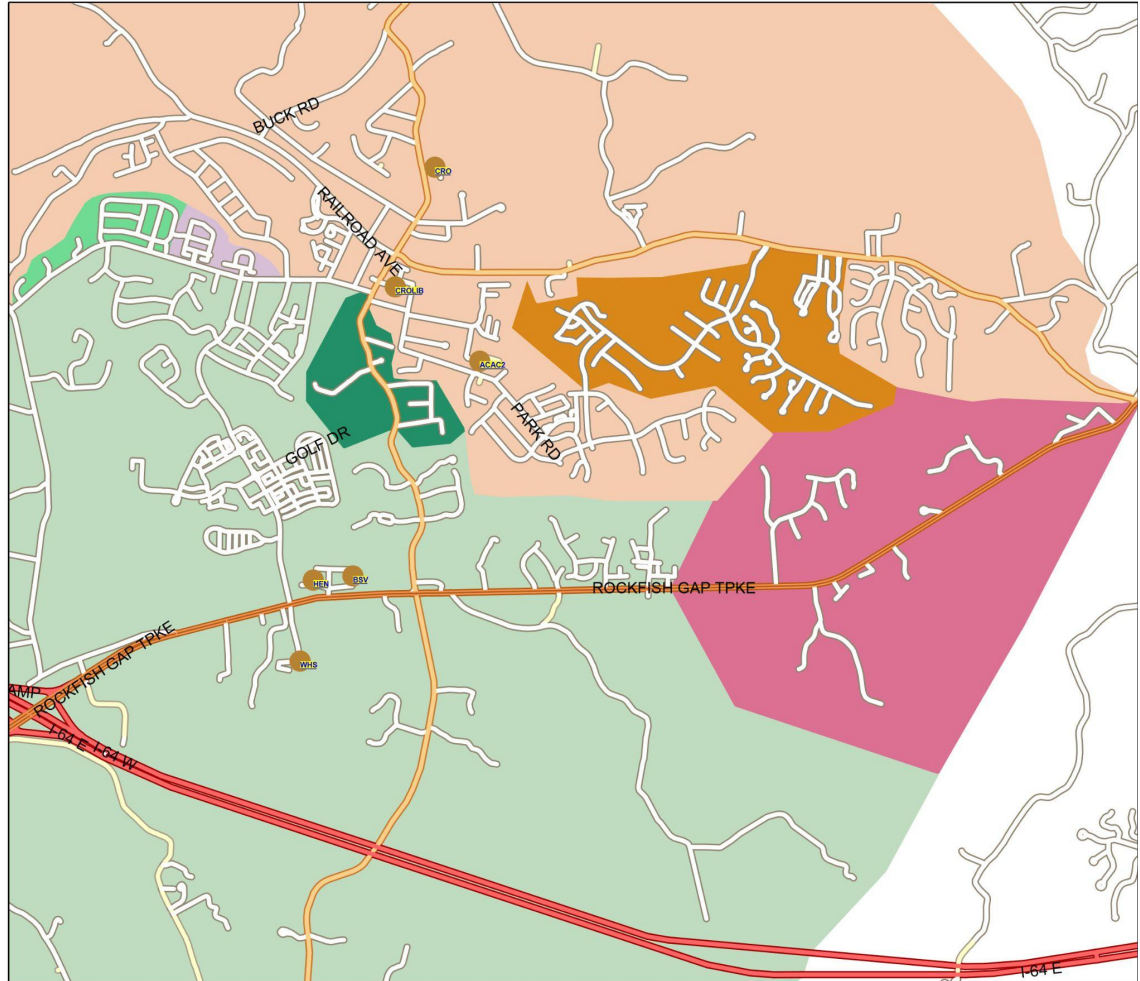 BUCK RD
CRO
RAILROAD AVE
CROLIB
ACAC2
PARK RD
GOLF DR
HEN
BSV
ROCKFISH GAP TPKE
WHS
ROCKFISH GAP TPKE
AMP
I-64 E
I-64 W
I-64 E